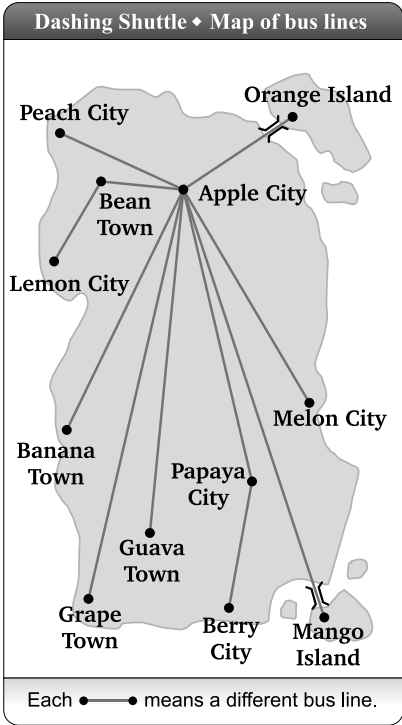 Dashing Shuttle ◆ Map of bus lines
Orange Island
Peach City
Apple City
Bean
Town
Lemon City
Melon City
Banana
Town
Papaya
City
Guava
Town
Grape
Town
Berry
City
Mango
Island
Each means a different bus line.